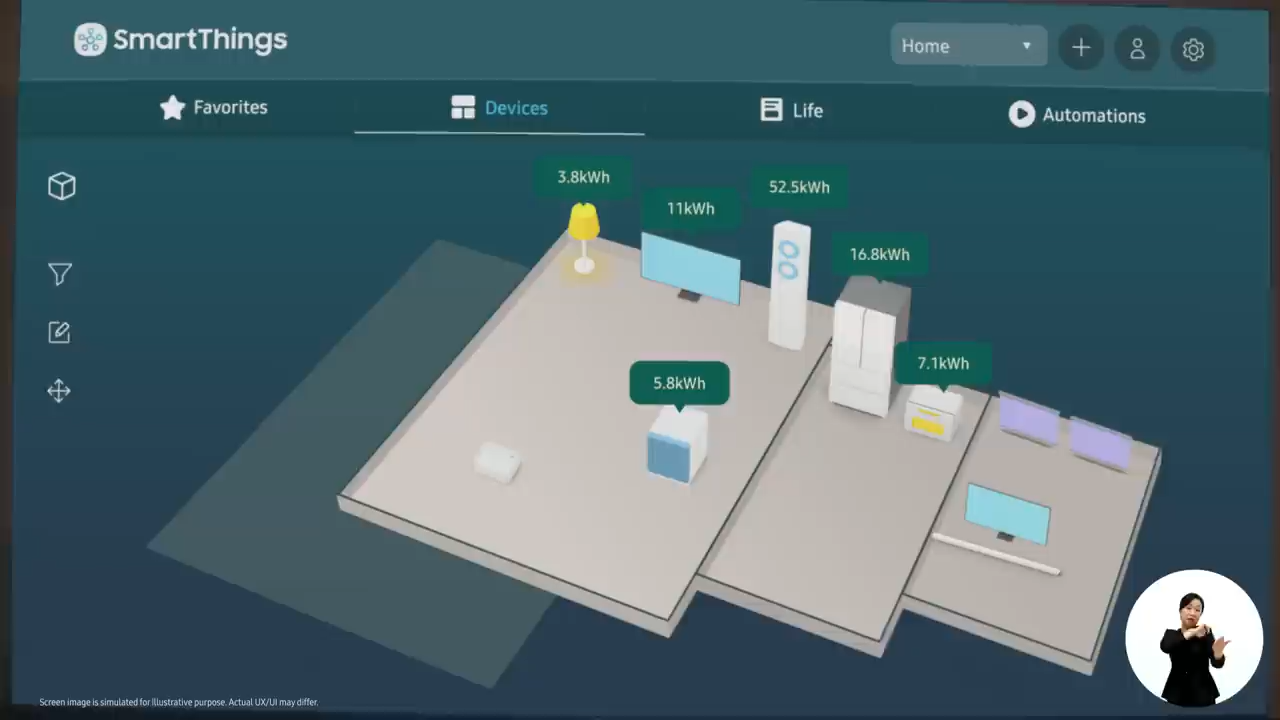 SmartThings
Home
Favorites
Devices
Life
Automations
3.8kWh
11kWh
52.5kWh
16.8kWh
7.1kWh
5.8kWh
Screen image is simulated for illustrative purpose. Actual UX/UI may differ.